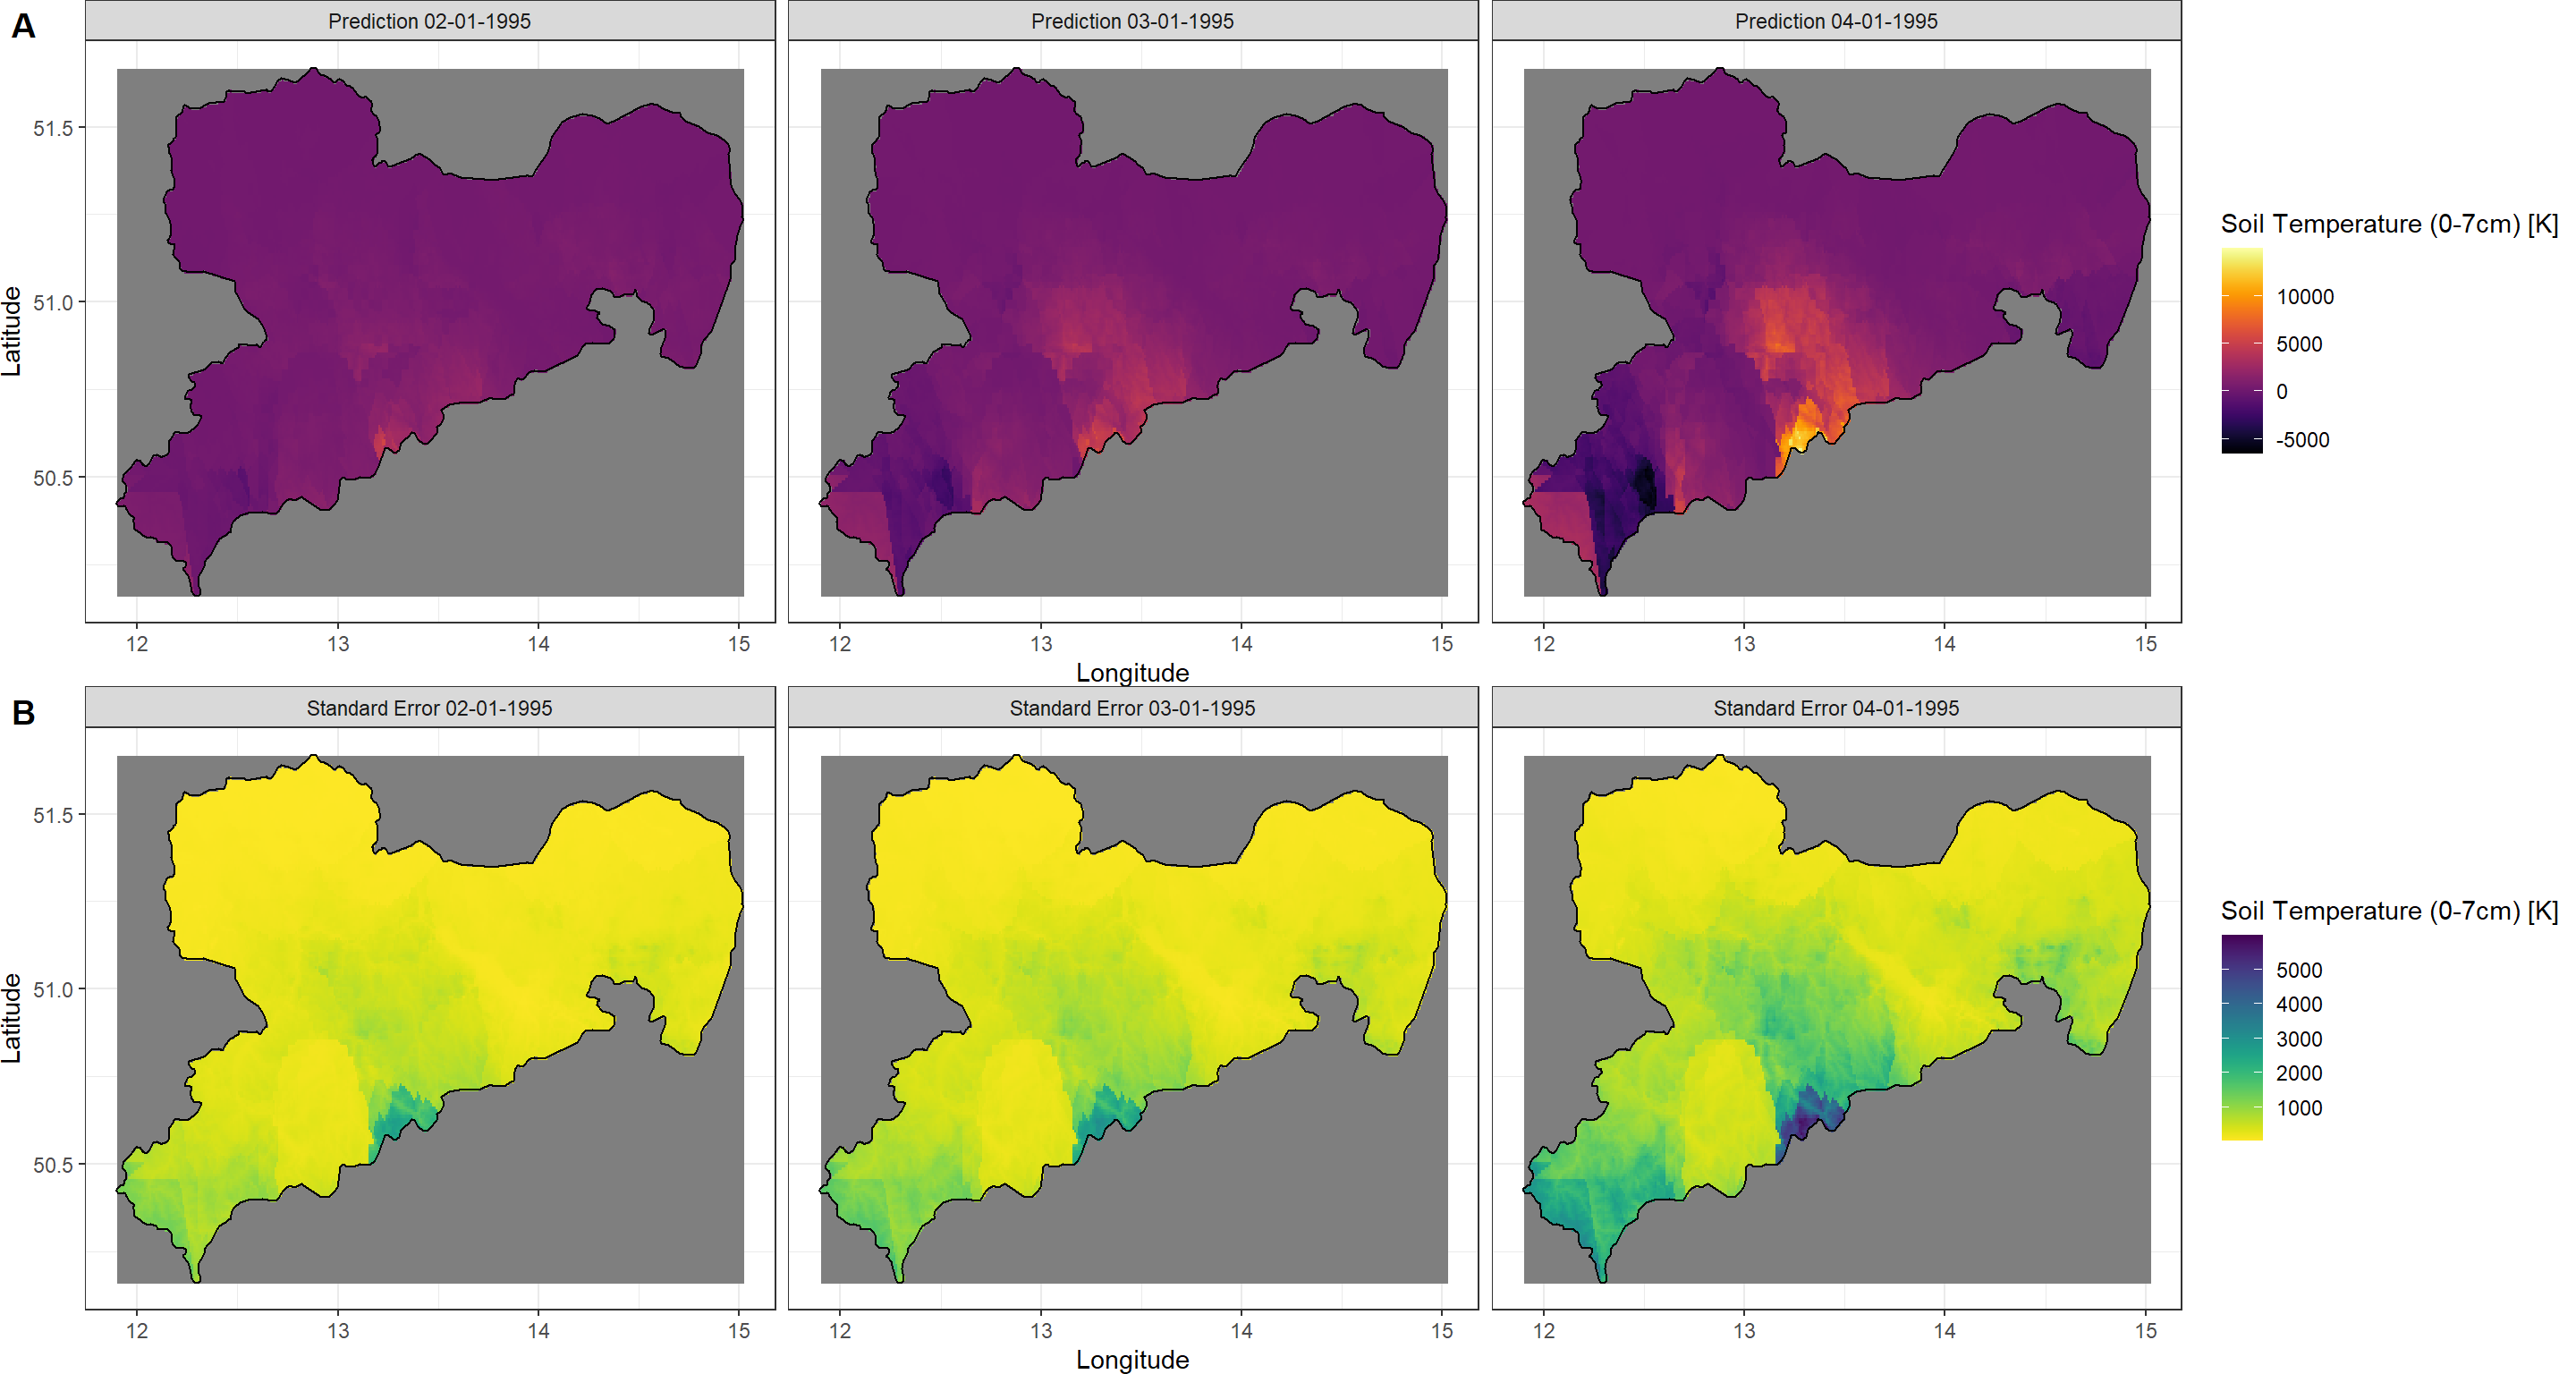 A
Prediction 02-01-1995
Prediction 03-01-1995
Prediction 04-01-1995
Latitude
51.5
51.0
50.5
12 13 14 15
12 13 14 15
12 13 14 15
Longitude
Soil Temperature (0-7cm) [K]
10000
5000
0
-5000
B
Standard Error 02-01-1995
Standard Error 03-01-1995
Standard Error 04-01-1995
Latitude
51.5
51.0
50.5
12 13 14 15
12 13 14 15
12 13 14 15
Longitude
Soil Temperature (0-7cm) [K]
5000
4000
3000
2000
1000